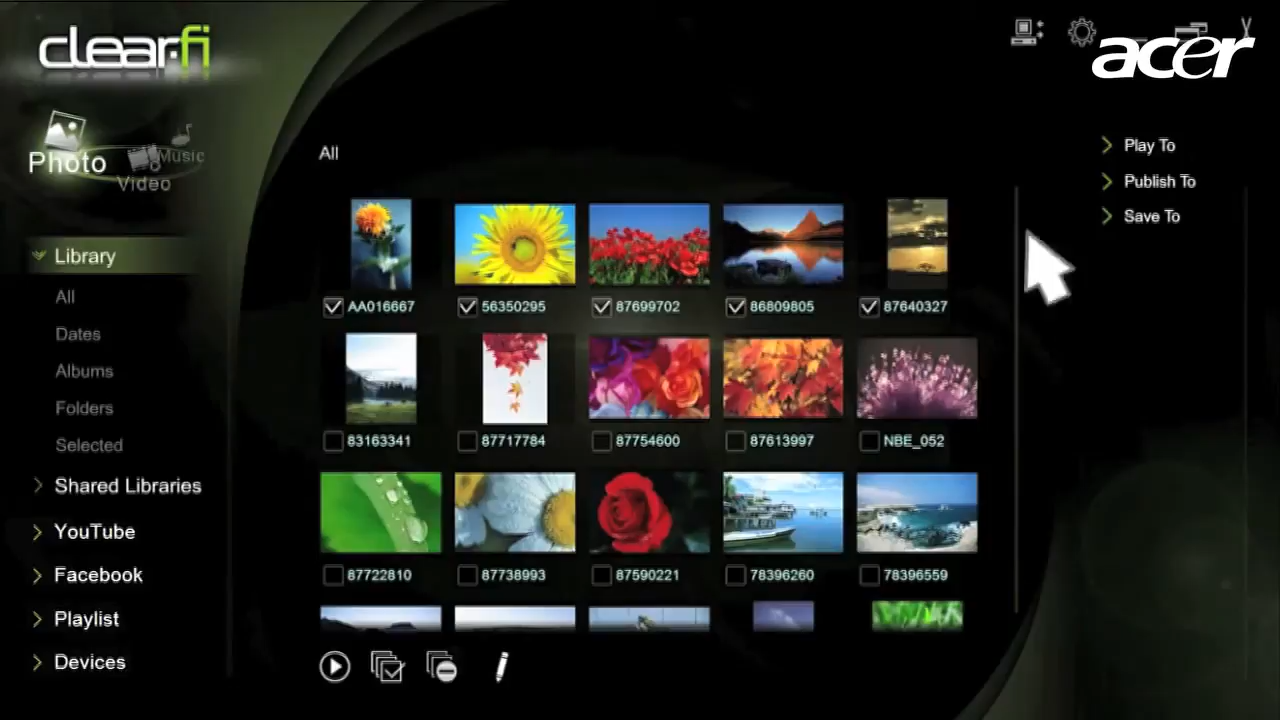 clear.fi
acer
Photo
Music
Video
All
Play To
Publish To
Save To
Library
All
Dates
Albums
Folders
Selected
Shared Libraries
YouTube
Facebook
Playlist
Devices
AA016667 56350295 87699702 86809805 87640327
83163341 87717784 87754600 87613997 NBE_052
87722810 87738993 87590221 78396260 78396559